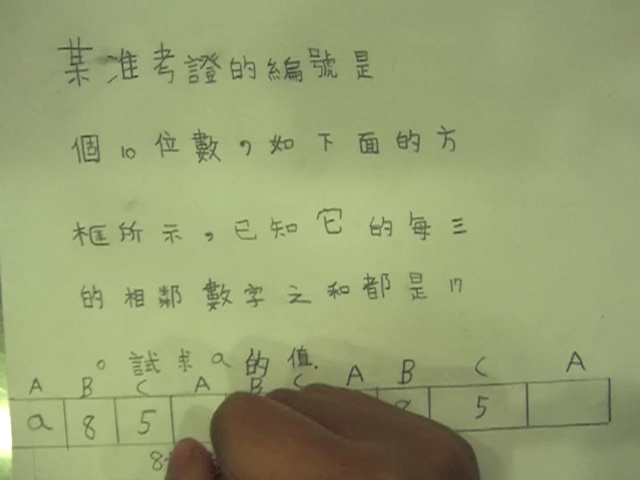 某准考證的編號是
個10位數,如下面的方
框所示,已知它的每三
的相鄰數字之和都是17
。試求a的值.
A B C A B C A B C A
a 8 5 8 5
8